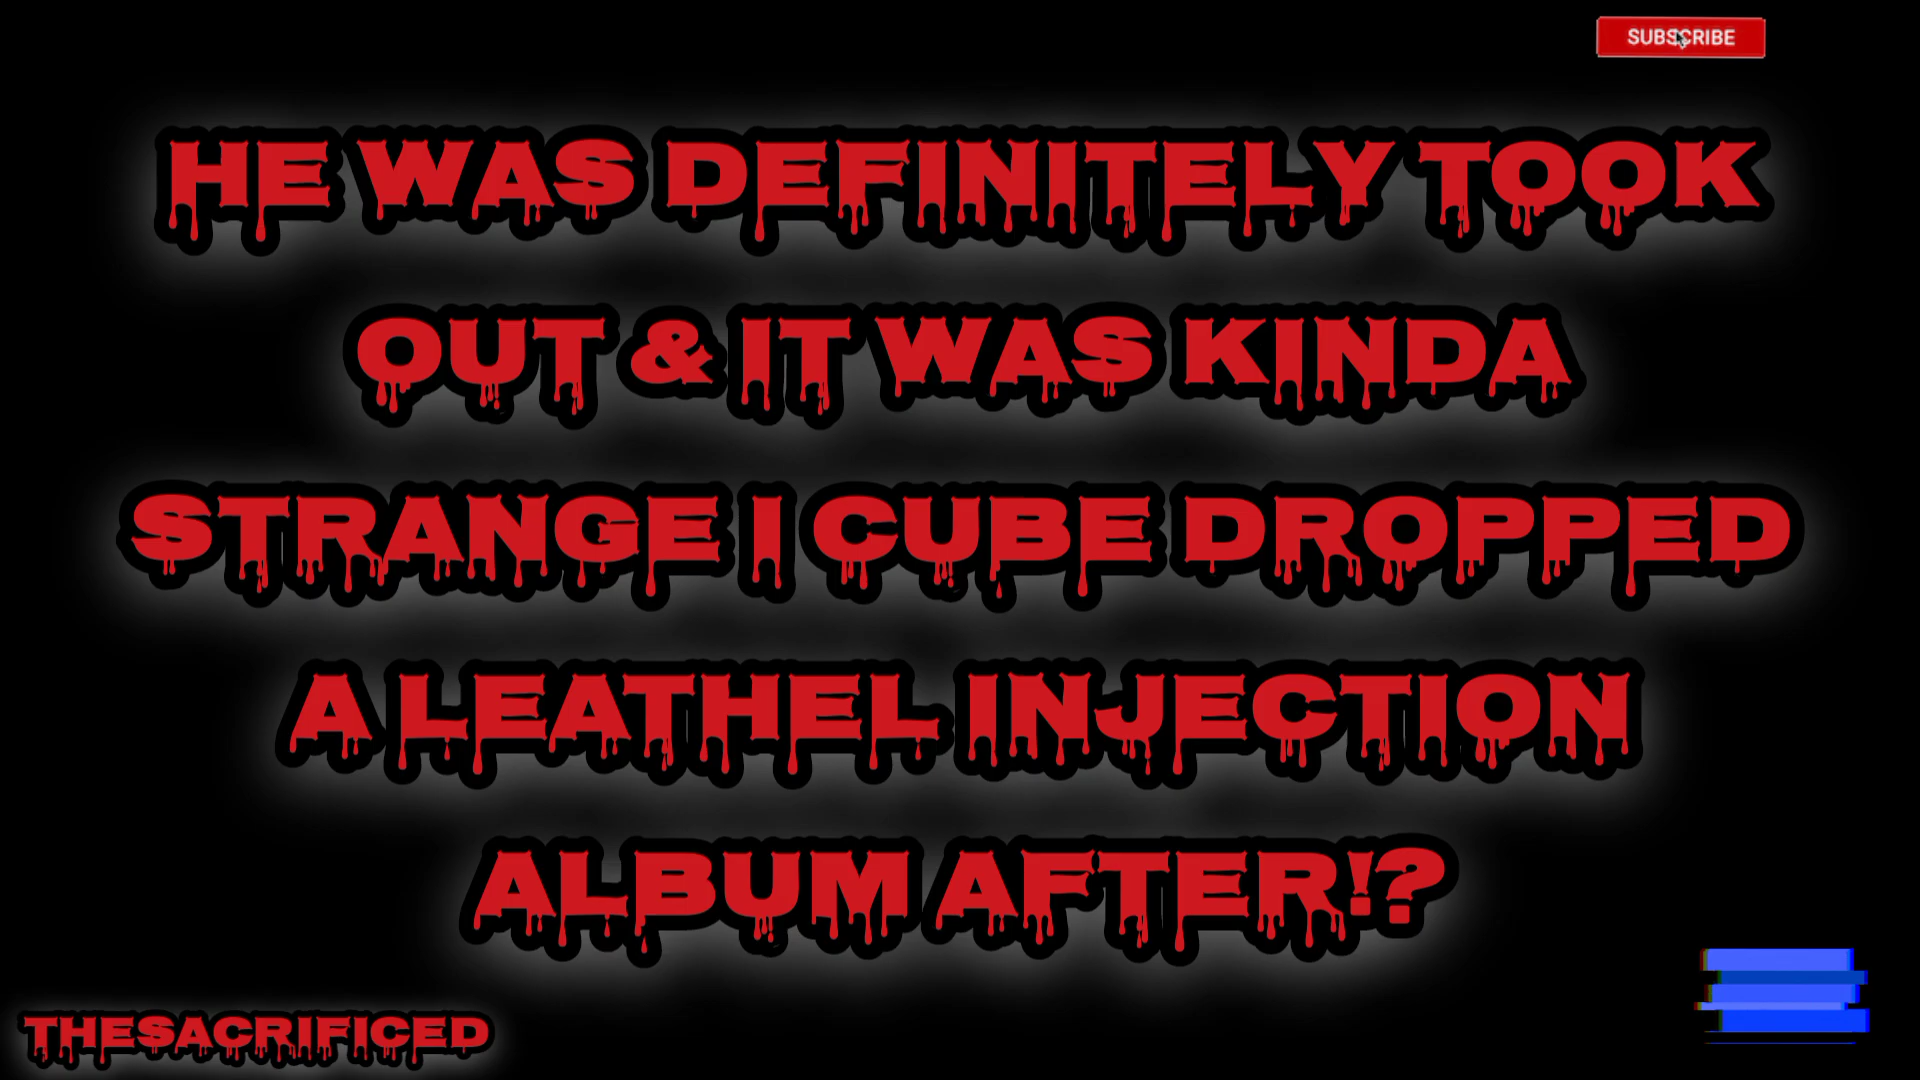 SUBSCRIBE
HE WAS DEFINITELY TOOK
OUT & IT WAS KINDA
STRANGE I CUBE DROPPED
A LEATHEL INJECTION
ALBUM AFTER!?
THESACRIFICED